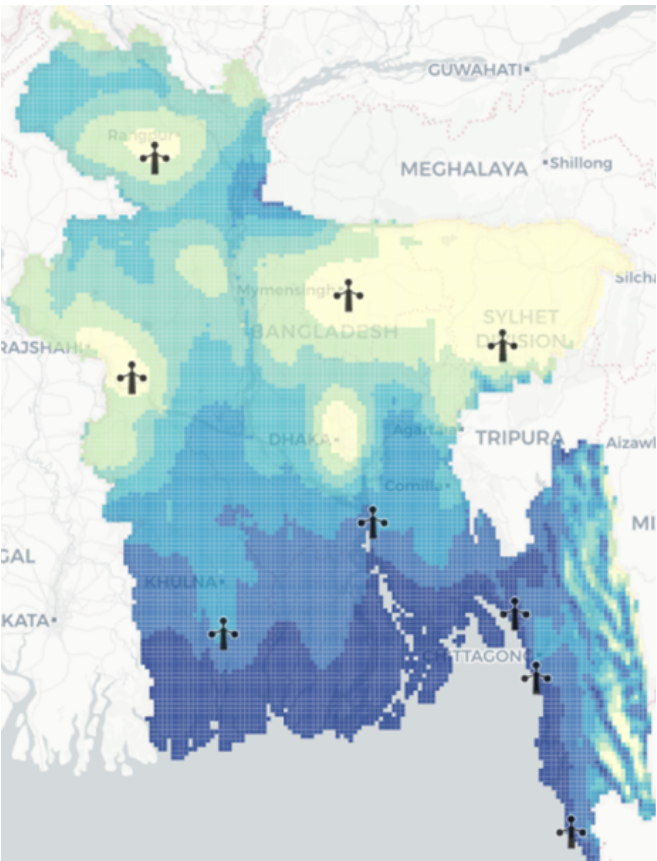 GUWAHATI
MEGHALAYA
Shillong
Rangpur
Silcha
Mymensingh
SYLHET
DIVISION
BANGLADESH
RAJSHAHI
DHAKA
Agartala
TRIPURA
Aizawl
Comilla
MI
GAL
KHULNA
KATA
CHITTAGONG